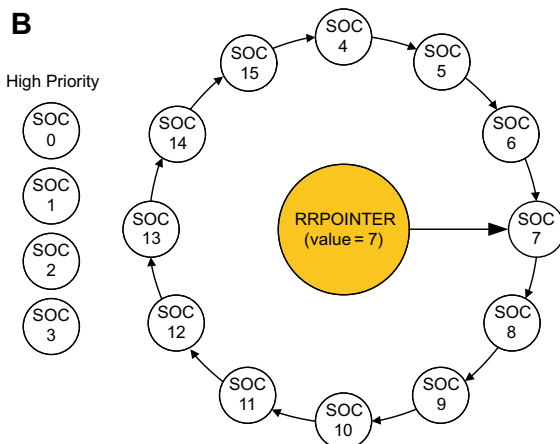 B
High Priority
SOC
0
SOC
1
SOC
2
SOC
3
SOC
4
SOC
5
SOC
6
SOC
7
SOC
8
SOC
9
SOC
10
SOC
11
SOC
12
SOC
13
SOC
14
SOC
15
RRPOINTER
(value = 7)